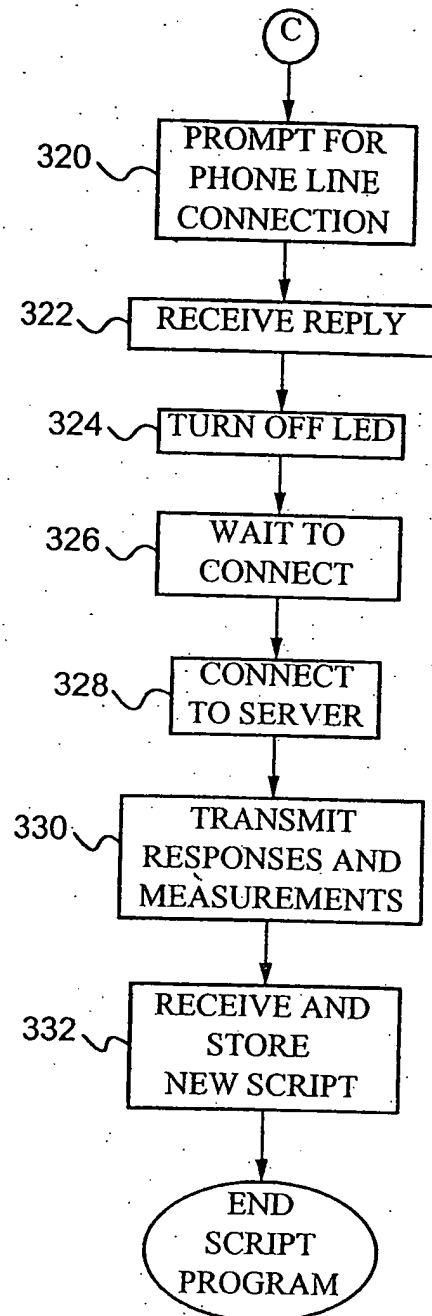 C
320
PROMPT FOR
PHONE LINE
CONNECTION
322
RECEIVE REPLY
324
TURN OFF LED
326
WAIT TO
CONNECT
328
CONNECT
TO SERVER
330
TRANSMIT
RESPONSES AND
MEASUREMENTS
332
RECEIVE AND
STORE
NEW SCRIPT
END
SCRIPT
PROGRAM